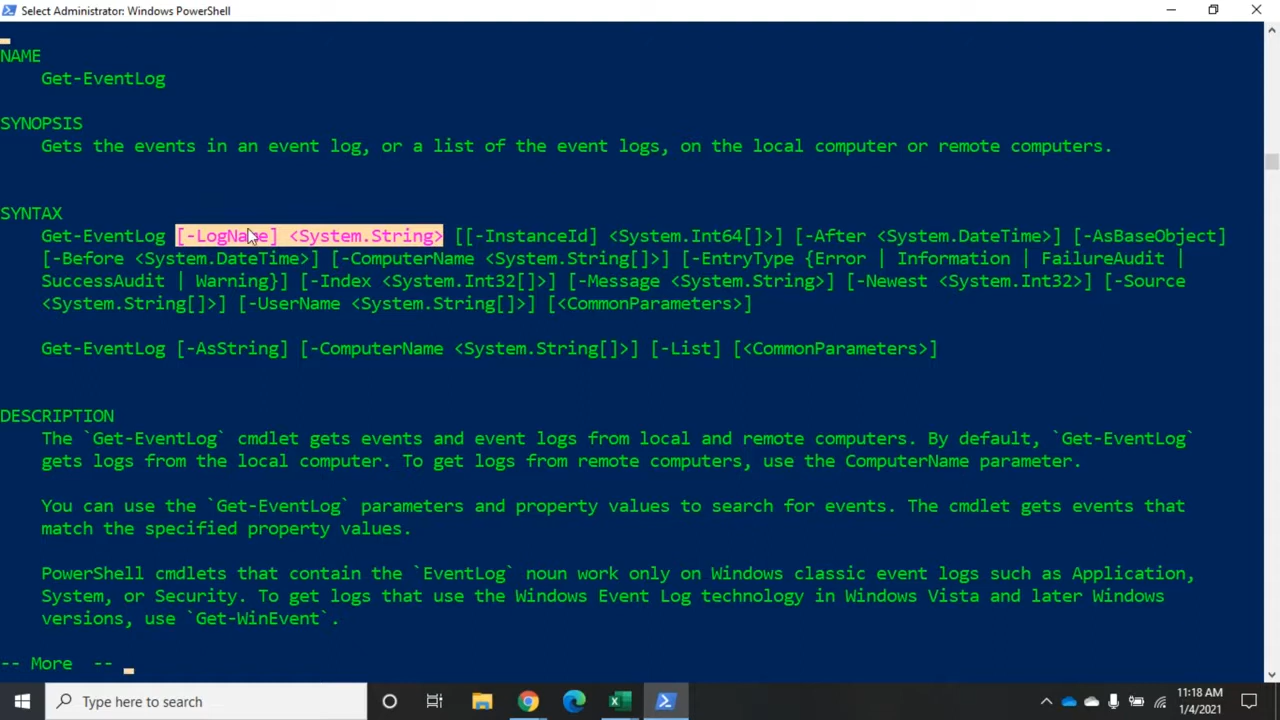 Select Administrator: Windows PowerShell
NAME
Get-EventLog
SYNOPSIS
Gets the events in an event log, or a list of the event logs, on the local computer or remote computers.
SYNTAX
Get-EventLog [-LogName] <System.String> [[-InstanceId] <System.Int64[]>] [-After <System.DateTime>] [-AsBaseObject]
[-Before <System.DateTime>] [-ComputerName <System.String[]>] [-EntryType {Error | Information | FailureAudit |
SuccessAudit | Warning}] [-Index <System.Int32[]>] [-Message <System.String>] [-Newest <System.Int32>] [-Source
<System.String[]>] [-UserName <System.String[]>] [<CommonParameters>]
Get-EventLog [-AsString] [-ComputerName <System.String[]>] [-List] [<CommonParameters>]
DESCRIPTION
The `Get-EventLog` cmdlet gets events and event logs from local and remote computers. By default, `Get-EventLog`
gets logs from the local computer. To get logs from remote computers, use the ComputerName parameter.
You can use the `Get-EventLog` parameters and property values to search for events. The cmdlet gets events that
match the specified property values.
PowerShell cmdlets that contain the `EventLog` noun work only on Windows classic event logs such as Application,
System, or Security. To get logs that use the Windows Event Log technology in Windows Vista and later Windows
versions, use `Get-WinEvent`.
-- More --
Type here to search
11:18 AM
1/4/2021